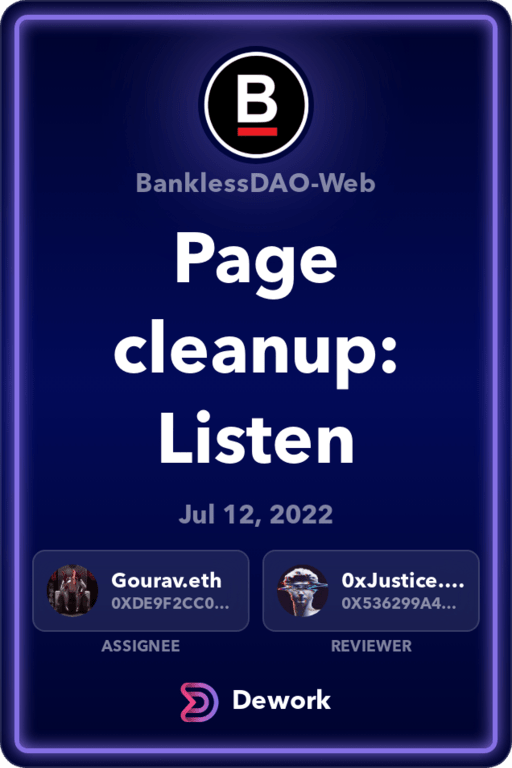 B
BanklessDAO-Web
Page
cleanup:
Listen
Jul 12, 2022
Gourav.eth
0XDE9F2CC0...
ASSIGNEE
0xJustice....
0X536299A4...
REVIEWER
Dework